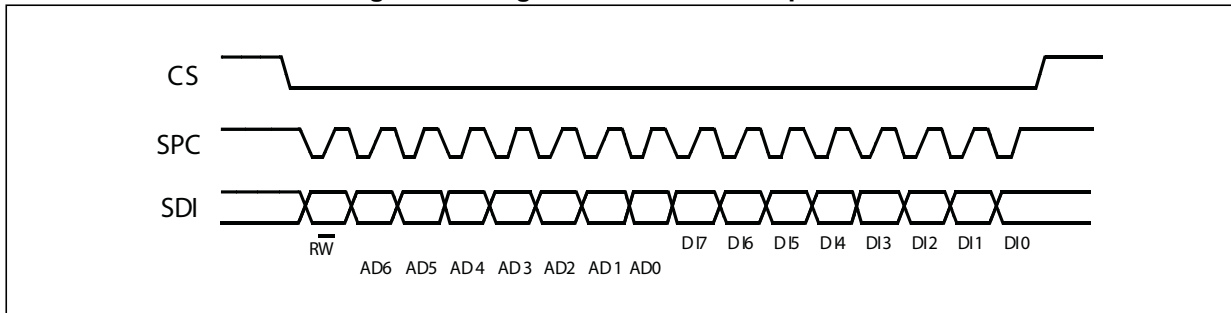 CS
SPC
SDI
RW
DI7 DI6 DI5 DI4 DI3 DI2 DI1 DI0
AD6 AD5 AD4 AD3 AD2 AD1 AD0